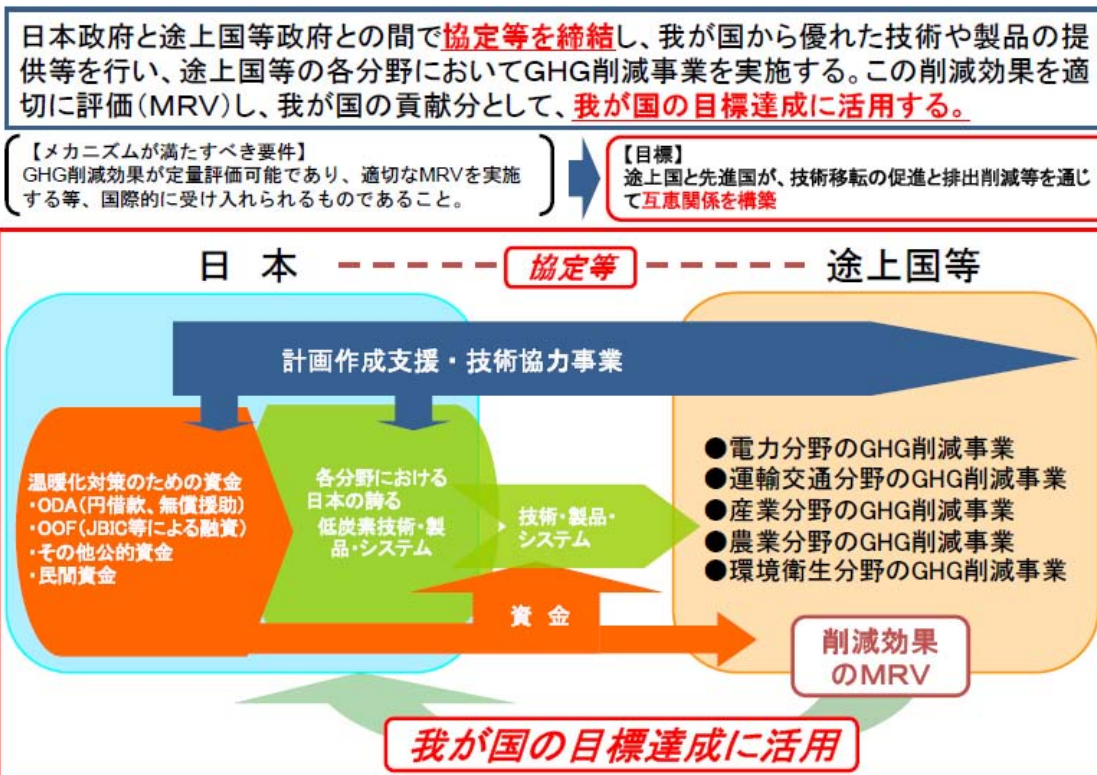 日本政府と途上国等政府との間で協定等を締結し、我が国から優れた技術や製品の提
供等を行い、途上国等の各分野においてGHG削減事業を実施する。この削減効果を適
切に評価(MRV)し、我が国の貢献分として、我が国の目標達成に活用する。
【メカニズムが満たすべき要件】
GHG削減効果が定量評価可能であり、適切なMRVを実施
する等、国際的に受け入れられるものであること。
【目標】
途上国と先進国が、技術移転の促進と排出削減等を通じ
て互恵関係を構築
日 本
協定等
途上国等
計画作成支援・技術協力事業
温暖化対策のための資金
・ODA(円借款、無償援助)
・OOF(JBIC等による融資)
・その他公的資金
・民間資金
各分野における
日本の誇る
低炭素技術・製
品・システム
技術・製品・
システム
資 金
●電力分野のGHG削減事業
●運輸交通分野のGHG削減事業
●産業分野のGHG削減事業
●農業分野のGHG削減事業
●環境衛生分野のGHG削減事業
削減効果
のMRV
我が国の目標達成に活用